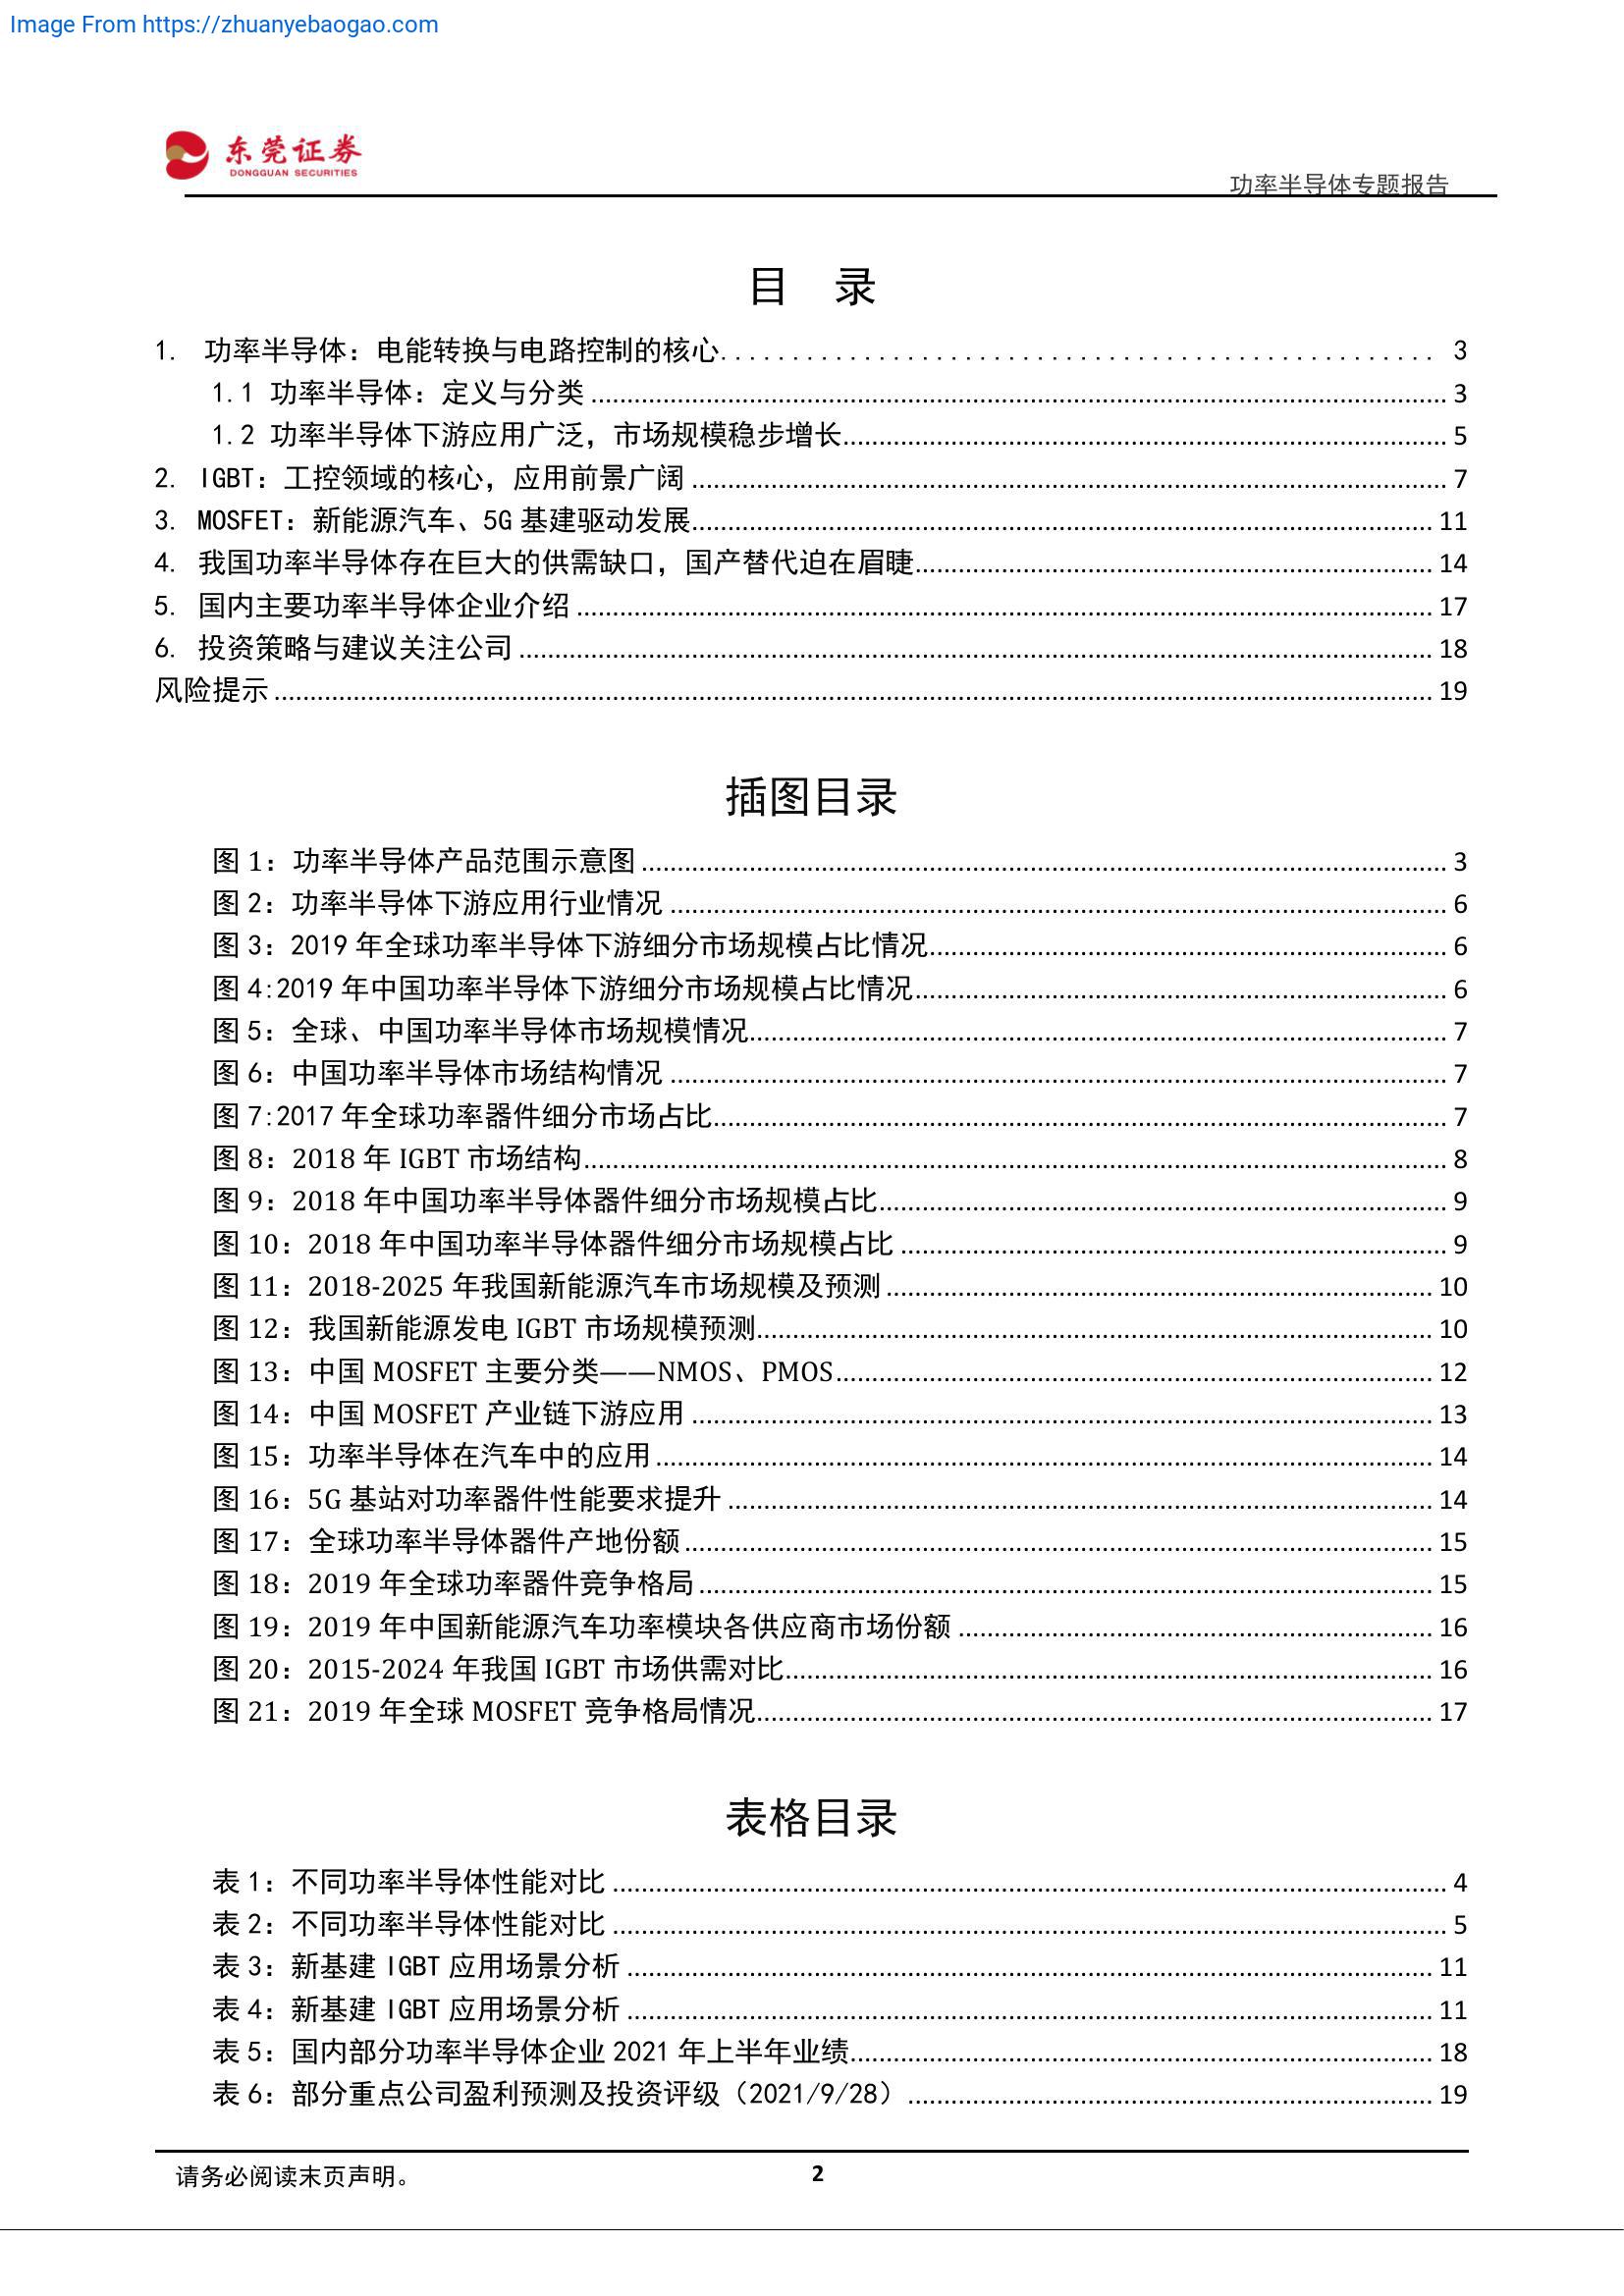 Image From https://zhuanyebaogao.com
东莞证券
DONGGUAN SECURITIES
功率半导体专题报告
目 录
1. 功率半导体：电能转换与电路控制的核心.................................................. 3
1.1 功率半导体：定义与分类.................................................. 3
1.2 功率半导体下游应用广泛，市场规模稳步增长.................................................. 5
2. IGBT：工控领域的核心，应用前景广阔.................................................. 7
3. MOSFET：新能源汽车、5G 基建驱动发展.................................................. 11
4. 我国功率半导体存在巨大的供需缺口，国产替代迫在眉睫.................................................. 14
5. 国内主要功率半导体企业介绍.................................................. 17
6. 投资策略与建议关注公司.................................................. 18
风险提示.................................................. 19
插图目录
图 1：功率半导体产品范围示意图.................................................. 3
图 2：功率半导体下游应用行业情况.................................................. 6
图 3：2019 年全球功率半导体下游细分市场规模占比情况.................................................. 6
图 4:2019 年中国功率半导体下游细分市场规模占比情况.................................................. 6
图 5：全球、中国功率半导体市场规模情况.................................................. 7
图 6：中国功率半导体市场结构情况.................................................. 7
图 7:2017 年全球功率器件细分市场占比.................................................. 7
图 8：2018 年 IGBT 市场结构.................................................. 8
图 9：2018 年中国功率半导体器件细分市场规模占比.................................................. 9
图 10：2018 年中国功率半导体器件细分市场规模占比.................................................. 9
图 11：2018-2025 年我国新能源汽车市场规模及预测.................................................. 10
图 12：我国新能源发电 IGBT 市场规模预测.................................................. 10
图 13：中国 MOSFET 主要分类——NMOS、PMOS.................................................. 12
图 14：中国 MOSFET 产业链下游应用.................................................. 13
图 15：功率半导体在汽车中的应用.................................................. 14
图 16：5G 基站对功率器件性能要求提升.................................................. 14
图 17：全球功率半导体器件产地份额.................................................. 15
图 18：2019 年全球功率器件竞争格局.................................................. 15
图 19：2019 年中国新能源汽车功率模块各供应商市场份额.................................................. 16
图 20：2015-2024 年我国 IGBT 市场供需对比.................................................. 16
图 21：2019 年全球 MOSFET 竞争格局情况.................................................. 17
表格目录
表 1：不同功率半导体性能对比.................................................. 4
表 2：不同功率半导体性能对比.................................................. 5
表 3：新基建 IGBT 应用场景分析.................................................. 11
表 4：新基建 IGBT 应用场景分析.................................................. 11
表 5：国内部分功率半导体企业 2021 年上半年业绩.................................................. 18
表 6：部分重点公司盈利预测及投资评级（2021/9/28）.................................................. 19
请务必阅读末页声明。
2